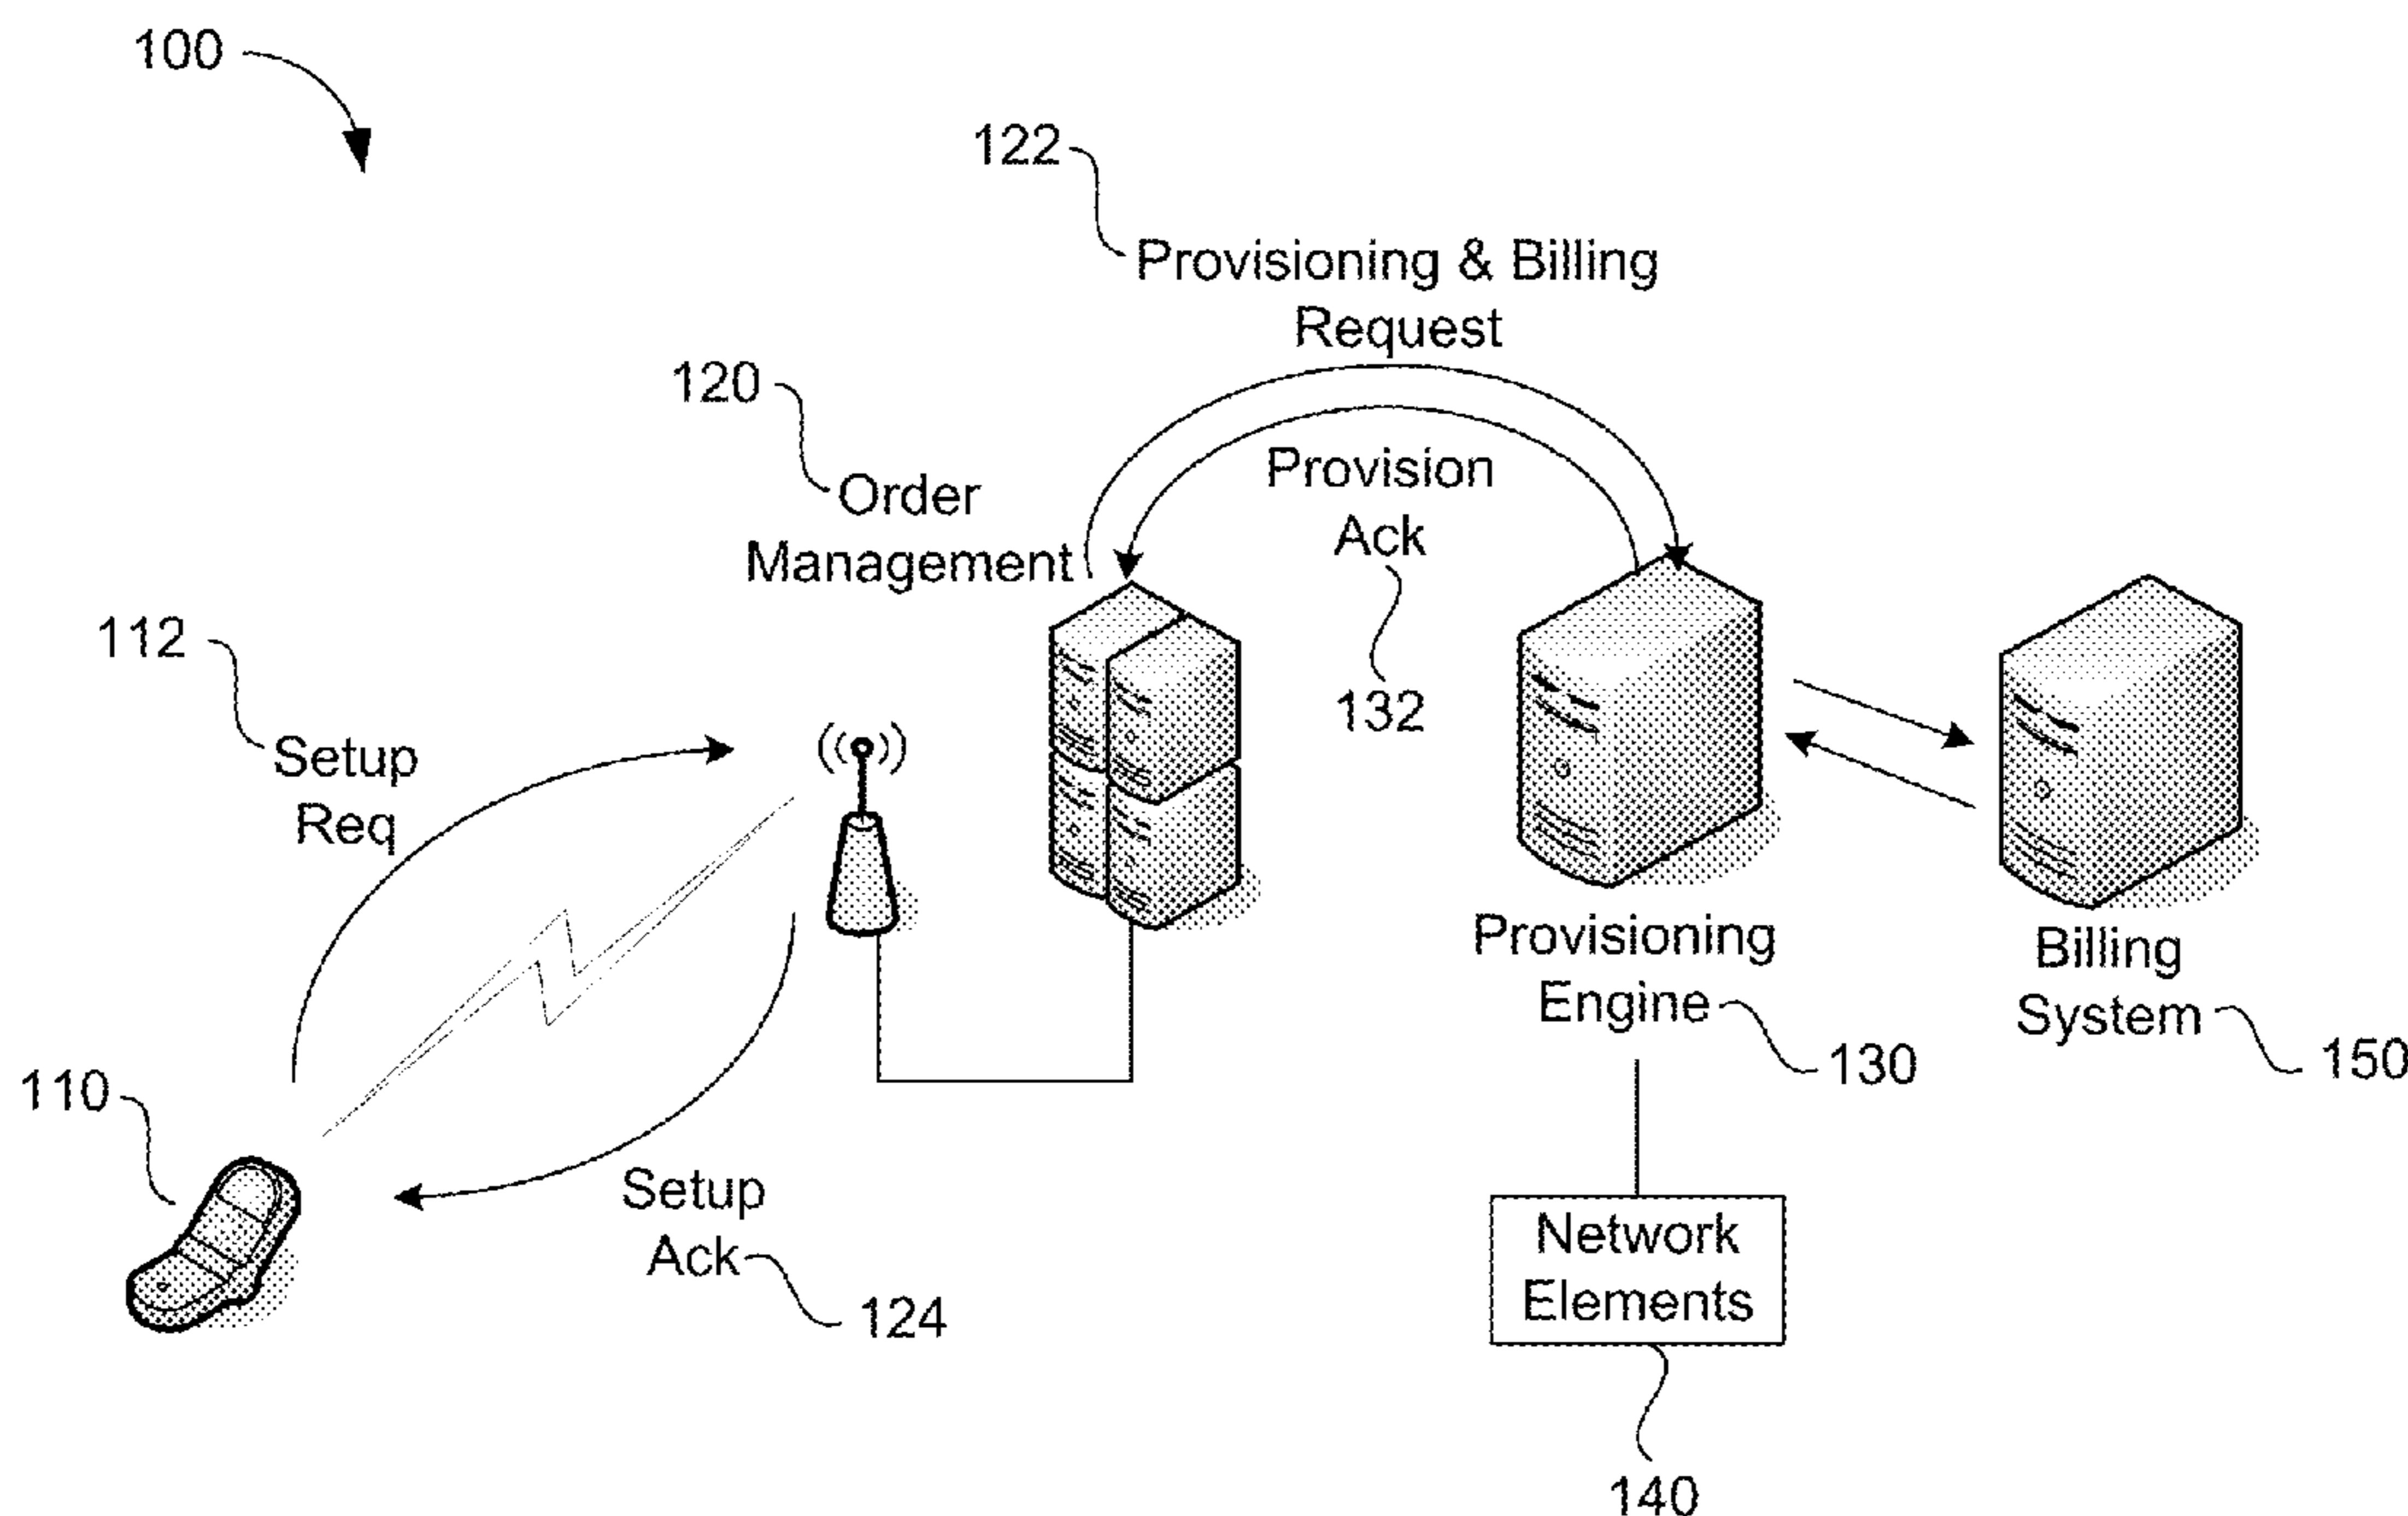 100
122
Provisioning & Billing
Request
120
Order
Management
Provision
Ack
132
112
Setup
Req
Provisioning
Engine
130
Billing
System
150
110
Setup
Ack
124
Network
Elements
140